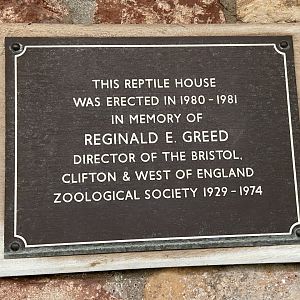 THIS REPTILE HOUSE
WAS ERECTED IN 1980 - 1981
IN MEMORY OF
REGINALD E. GREED
DIRECTOR OF THE BRISTOL,
CLIFTON & WEST OF ENGLAND
ZOOLOGICAL SOCIETY 1929 - 1974